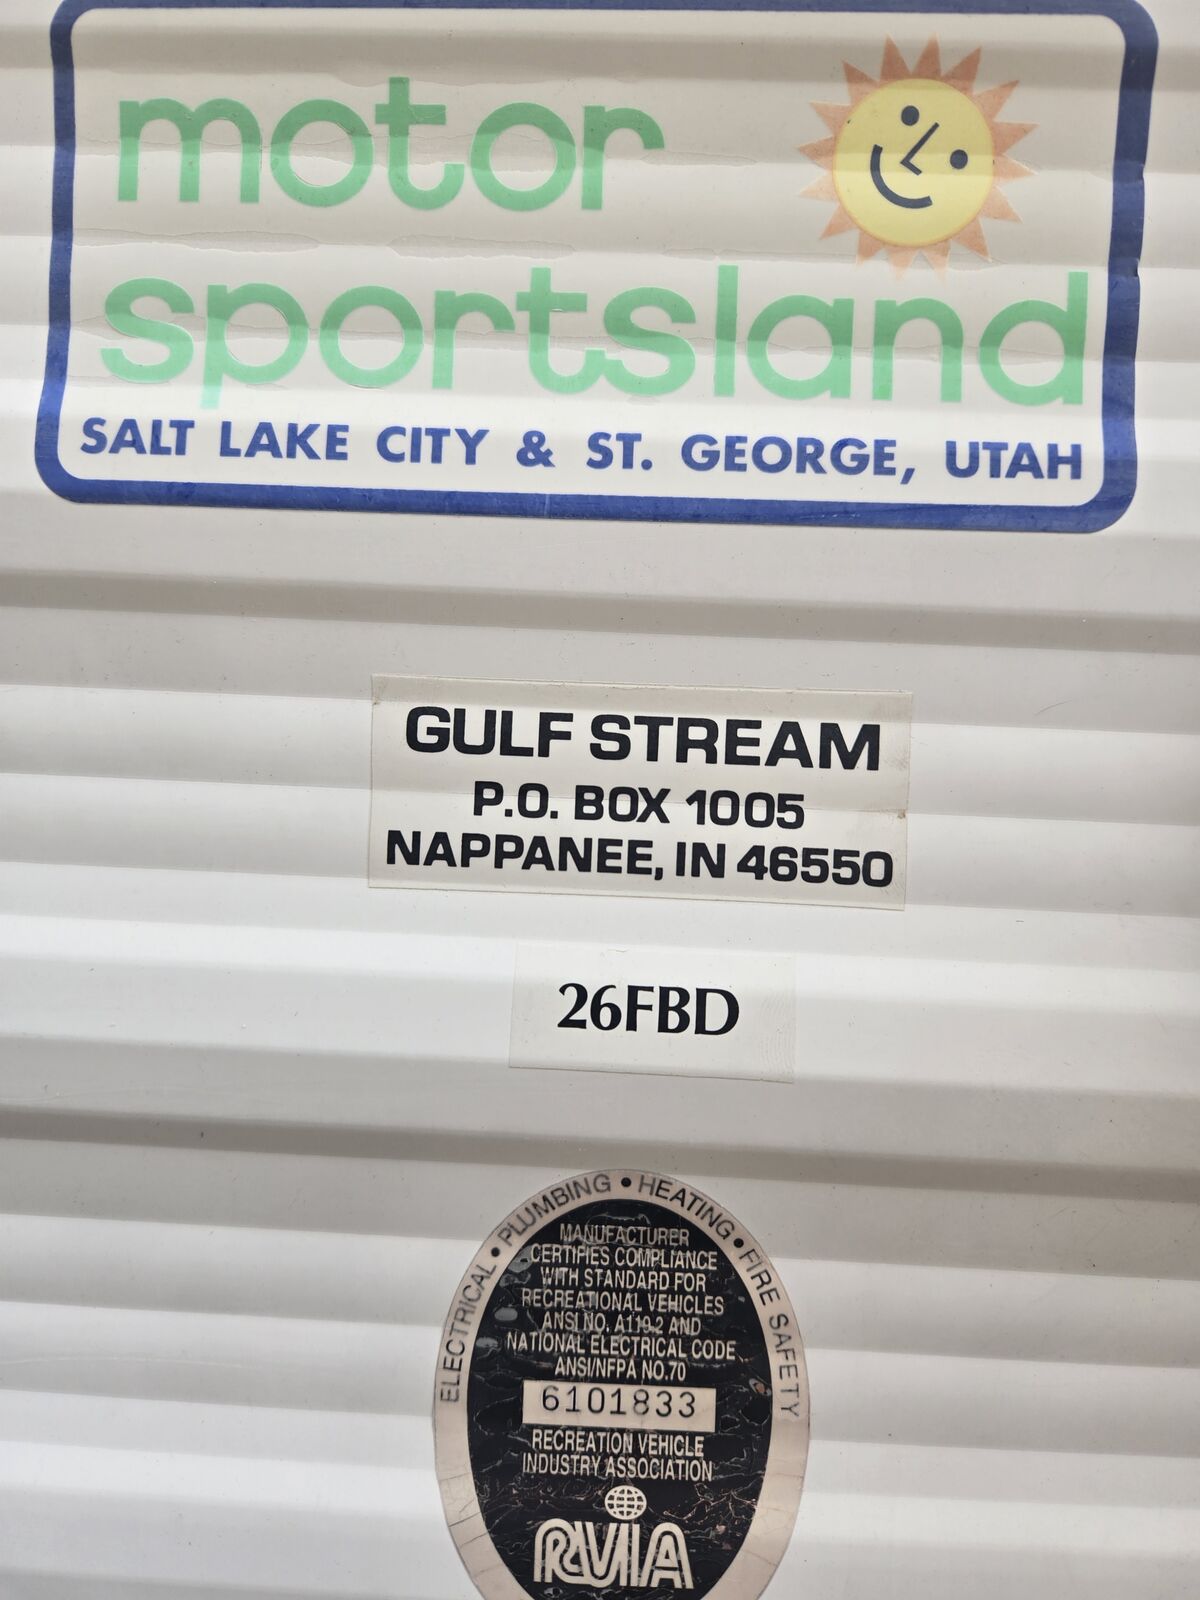 motor
sportsland
SALT LAKE CITY & ST. GEORGE, UTAH
GULF STREAM
P.O. BOX 1005
NAPPANEE, IN 46550
26FBD
ELECTRICAL • PLUMBING • HEATING • FIRE SAFETY
MANUFACTURER
CERTIFIES COMPLIANCE
WITH STANDARD FOR
RECREATIONAL VEHICLES
ANSI NO. A119.2 AND
NATIONAL ELECTRICAL CODE
ANSI/NFPA NO.70
6101833
RECREATION VEHICLE
INDUSTRY ASSOCIATION
RVIA